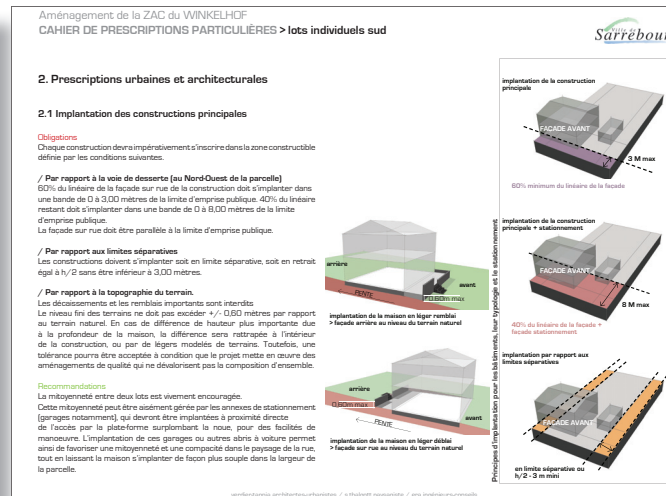 Aménagement de la ZAC du WINKELHOF
CAHIER DE PRESCRIPTIONS PARTICULIÈRES > lots individuels sud
Ville de
Sarrebour
2. Prescriptions urbaines et architecturales
2.1 Implantation des constructions principales
Obligations
Chaque construction devra impérativement s'inscrire dans la zone constructible
définie par les conditions suivantes.
/ Par rapport à la voie de desserte (au Nord-Ouest de la parcelle)
60% du linéaire de la façade sur rue de la construction doit s'implanter dans
une bande de 0 à 3,00 mètres de la limite d'emprise publique. 40% du linéaire
restant doit s'implanter dans une bande de 0 à 8,00 mètres de la limite
d'emprise publique.
La façade sur rue doit être parallèle à la limite d'emprise publique.
/ Par rapport aux limites séparatives
Les constructions doivent s'implanter soit en limite séparative, soit en retrait
égal à h/2 sans être inférieur à 3,00 mètres.
/ Par rapport à la topographie du terrain.
Les décaissements et les remblais importants sont interdits
Le niveau fini des terrains ne doit pas excéder +/- 0,60 mètres par rapport
au terrain naturel. En cas de différence de hauteur plus importante due
à la profondeur de la maison, la différence sera rattrapée à l'intérieur
de la construction, ou par de légers modelés de terrains. Toutefois, une
tolérance pourra être acceptée à condition que le projet mette en œuvre des
aménagements de qualité qui ne dévalorisent pas la composition d'ensemble.
Recommandations
La mitoyenneté entre deux lots est vivement encouragée.
Cette mitoyenneté peut être aisément gérée par les annexes de stationnement
(garages notamment), qui devront être implantées à proximité directe
de l'accès par la plate-forme surplombant la noue, pour des facilités de
manoeuvre. L'implantation de ces garages ou autres abris à voiture permet
ainsi de favoriser une mitoyenneté et une compacité dans le paysage de la rue,
tout en laissant la maison s'implanter de façon plus souple dans la largeur de
la parcelle.
arrière
avant
PENTE
0.60m max
implantation de la maison en léger remblai
> façade arrière au niveau du terrain naturel
arrière
0.60m max
avant
PENTE
implantation de la maison en léger déblai
> façade sur rue au niveau du terrain naturel
Principes d'implantation pour les bâtiments, leur typologie et le stationnement
implantation de la construction
principale
FACADE AVANT
3 M max
60% minimum du linéaire de la façade
implantation de la construction
principale + stationnement
FACADE AVANT
8 M max
40% du linéaire de la façade +
façade stationnement
implantation par rapport aux
limites séparatives
FACADE AVANT
en limite séparative ou
h/2 - 3 m mini